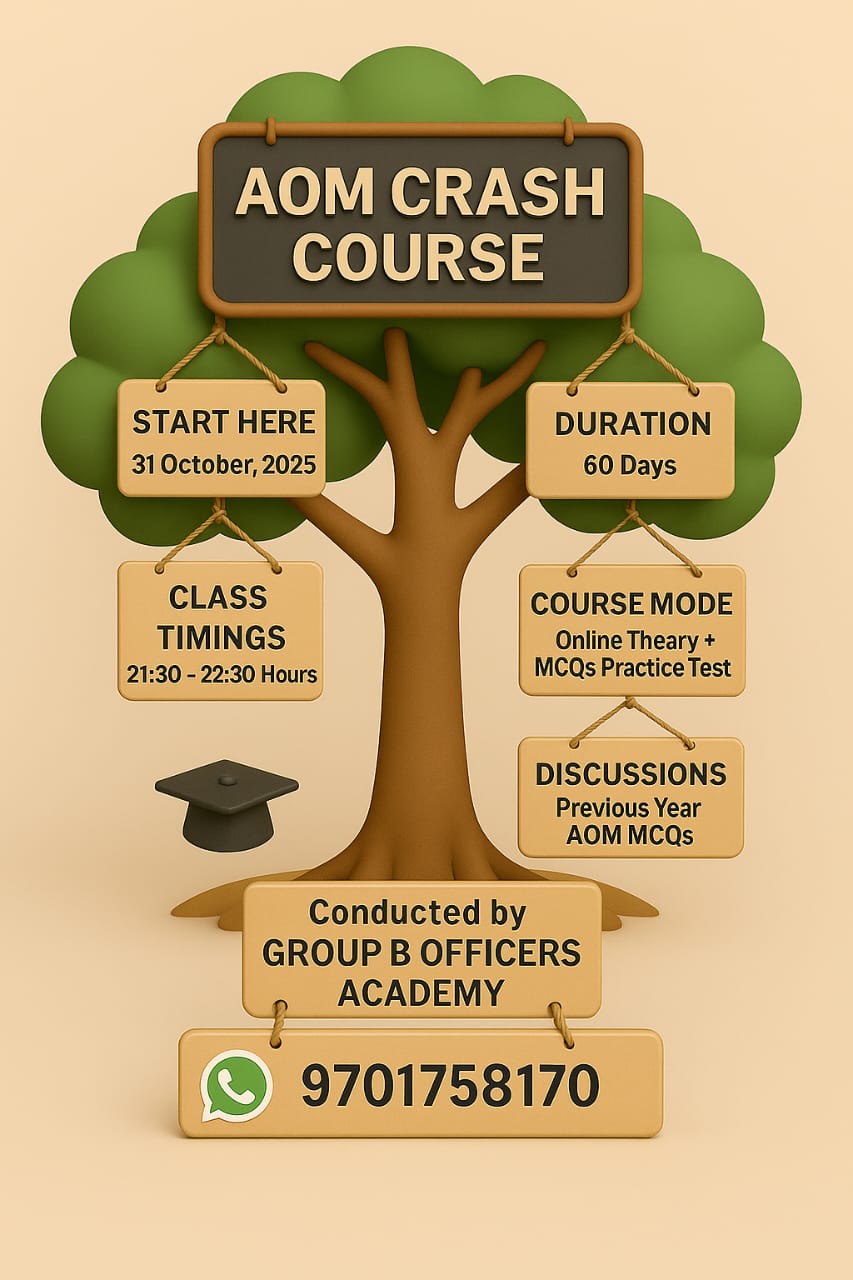 AOM CRASH
COURSE
START HERE
31 October, 2025
DURATION
60 Days
CLASS
TIMINGS
21:30 – 22:30 Hours
COURSE MODE
Online Theary +
MCQs Practice Test
DISCUSSIONS
Previous Year
AOM MCQs
Conducted by
GROUP B OFFICERS
ACADEMY
9701758170